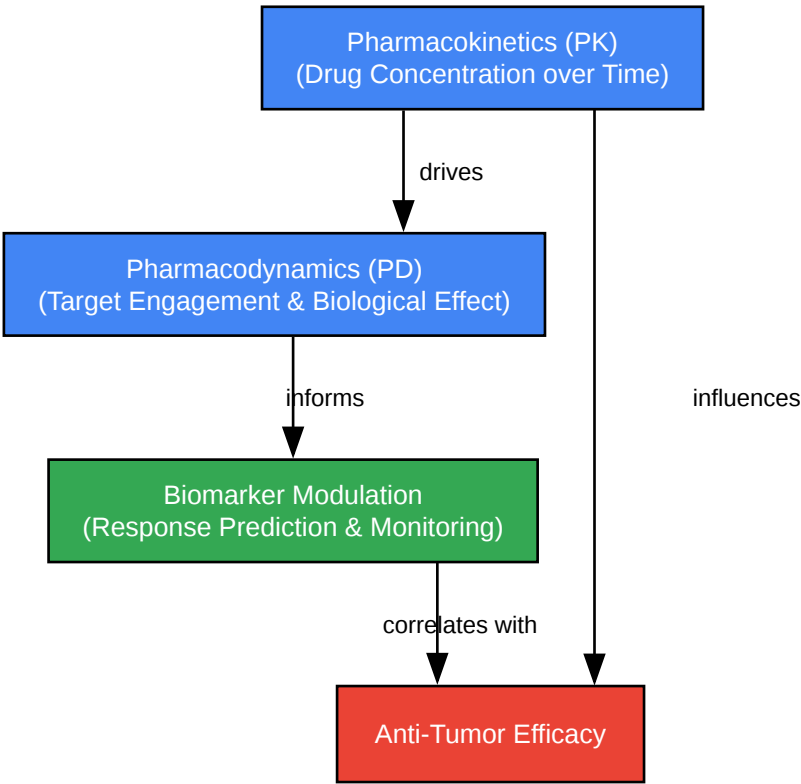 Pharmacokinetics (PK)
(Drug Concentration over Time)
drives
Pharmacodynamics (PD)
(Target Engagement & Biological Effect)
informs
influences
Biomarker Modulation
(Response Prediction & Monitoring)
correlates with
Anti-Tumor Efficacy